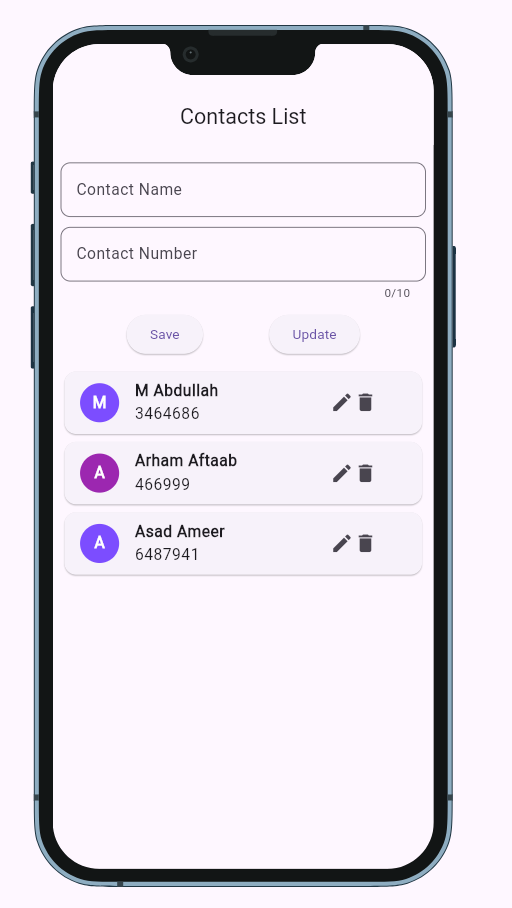 Contacts List
Contact Name
Contact Number
0/10
Save Update
M
M Abdullah
3464686
A
Arham Aftaab
466999
A
Asad Ameer
6487941